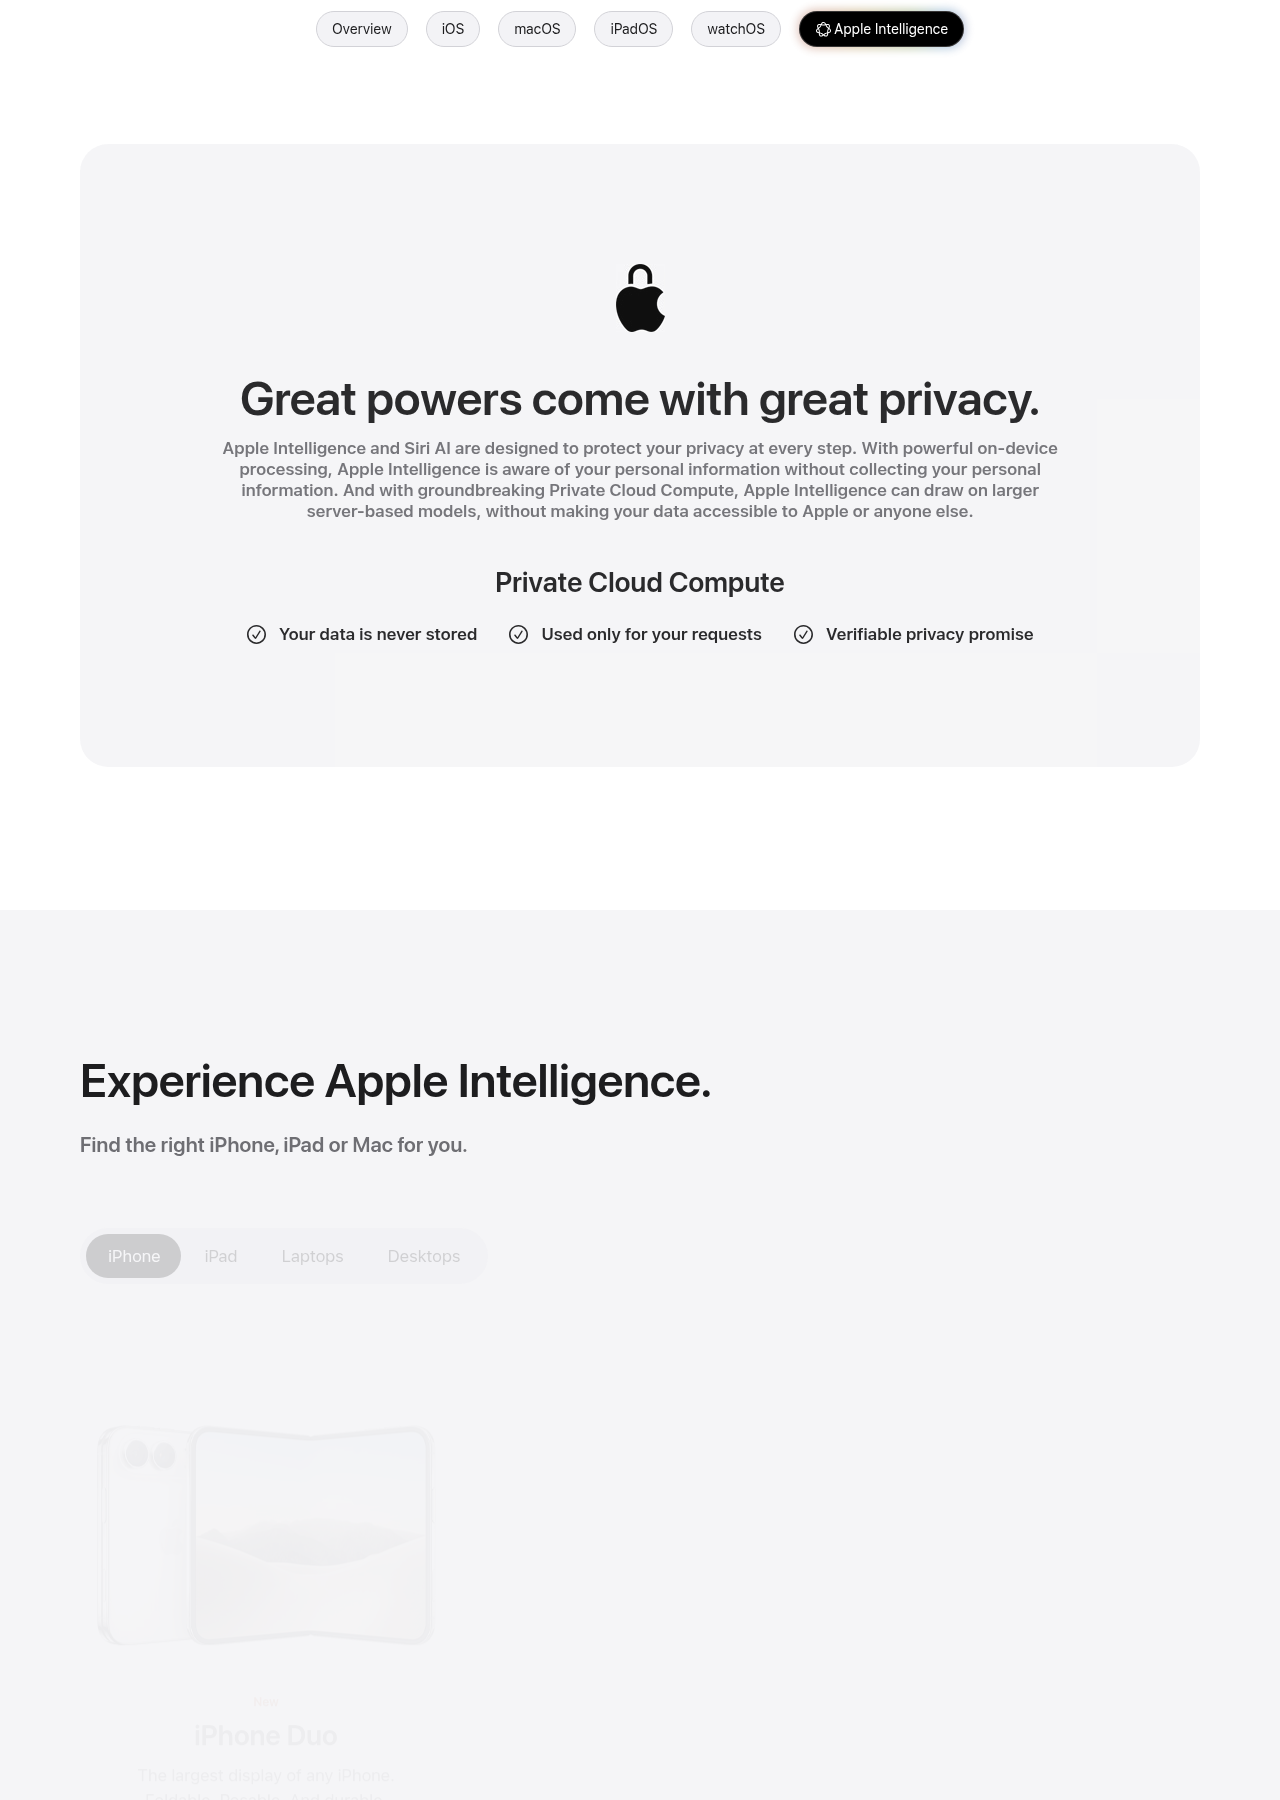 Overview
iOS
macOS
iPadOS
watchOS
Apple Intelligence
Great powers come with great privacy.
Apple Intelligence and Siri AI are designed to protect your privacy at every step. With powerful on-device
processing, Apple Intelligence is aware of your personal information without collecting your personal
information. And with groundbreaking Private Cloud Compute, Apple Intelligence can draw on larger
server-based models, without making your data accessible to Apple or anyone else.
Private Cloud Compute
Your data is never stored
Used only for your requests
Verifiable privacy promise
Experience Apple Intelligence.
Find the right iPhone, iPad or Mac for you.
iPhone
iPad
Laptops
Desktops
New
iPhone Duo
The largest display of any iPhone.